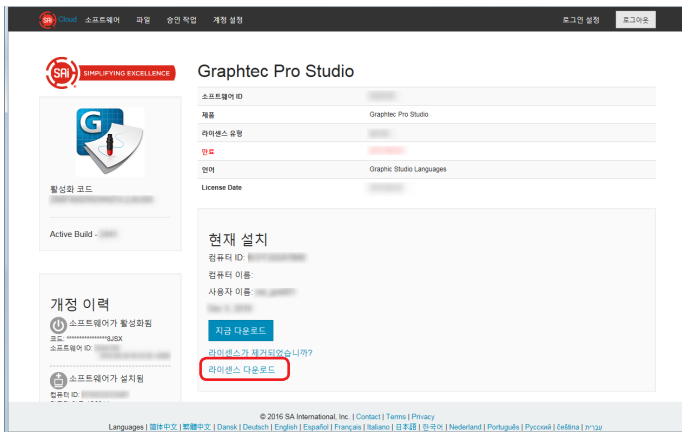 SAi Cloud 소프트웨어 파일 승인 작업 계정 설정 로그인 설정 로그아웃
SAi SIMPLIFYING EXCELLENCE
Graphtec Pro Studio
소프트웨어 ID
제품 Graphtec Pro Studio
라이센스 유형
만료
언어 Graphic Studio Languages
License Date
G
활성화 코드
Active Build -
현재 설치
컴퓨터 ID:
컴퓨터 이름:
사용자 이름:
지금 다운로드
라이센스가 제거되었습니까?
라이센스 다운로드
개정 이력
소프트웨어가 활성화됨
코드: ****************8JSX
소프트웨어 ID:
소프트웨어가 설치됨
컴퓨터 ID:
© 2016 SA International, Inc. | Contact | Terms | Privacy
Languages | 简体中文 | 繁體中文 | Dansk | Deutsch | English | Español | Français | Italiano | 日本語 | 한국어 | Nederland | Português | Русский | čeština | עברית